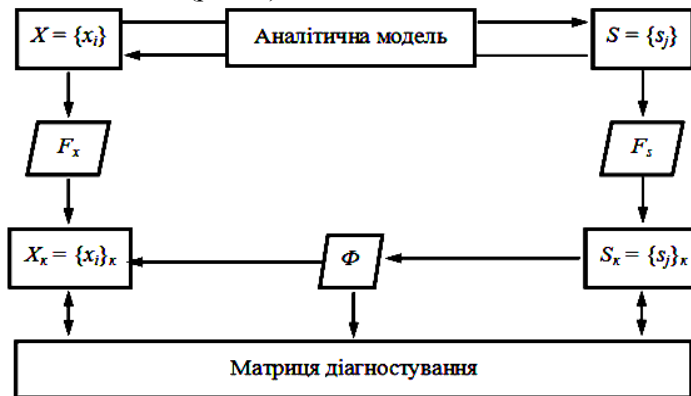 X = {xᵢ}
Аналітична модель
S = {sⱼ}
Fₓ
Fₛ
Xк = {xᵢ}к
Φ
Sк = {sⱼ}к
Матриця діагностування